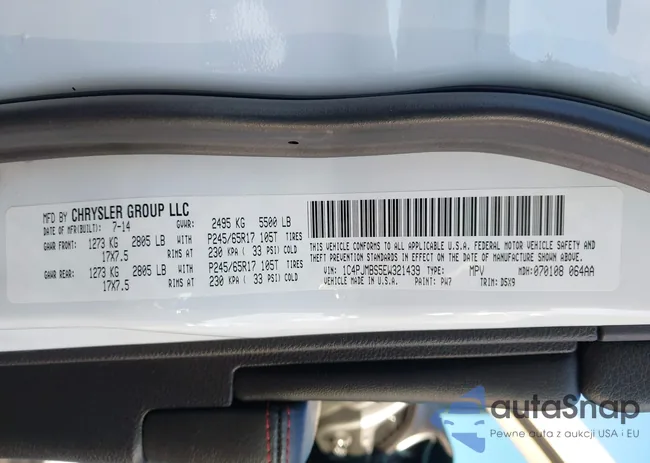 MFD BY CHRYSLER GROUP LLC
DATE OF MFR(BUILT): 7-14 GVWR: 2495 KG 5500 LB
GAWR FRONT: 1273 KG 2805 LB WITH P245/65R17 105T TIRES
17X7.5 RIMS AT 230 KPA ( 33 PSI) COLD
GAWR REAR: 1273 KG 2805 LB WITH P245/65R17 105T TIRES
17X7.5 RIMS AT 230 KPA ( 33 PSI) COLD
THIS VEHICLE CONFORMS TO ALL APPLICABLE U.S.A. FEDERAL MOTOR VEHICLE SAFETY, BUMPER, AND
THEFT PREVENTION STANDARDS IN EFFECT ON THE DATE OF MANUFACTURE SHOWN ABOVE.
VIN: 1C4PJMBS5EW321439 TYPE: MPV MDH: 070108 064AA
VEHICLE MADE IN U.S.A. PAINT: PW7 TRIM: D5X9
autaSnap
Pewne auto z aukcji USA i EU